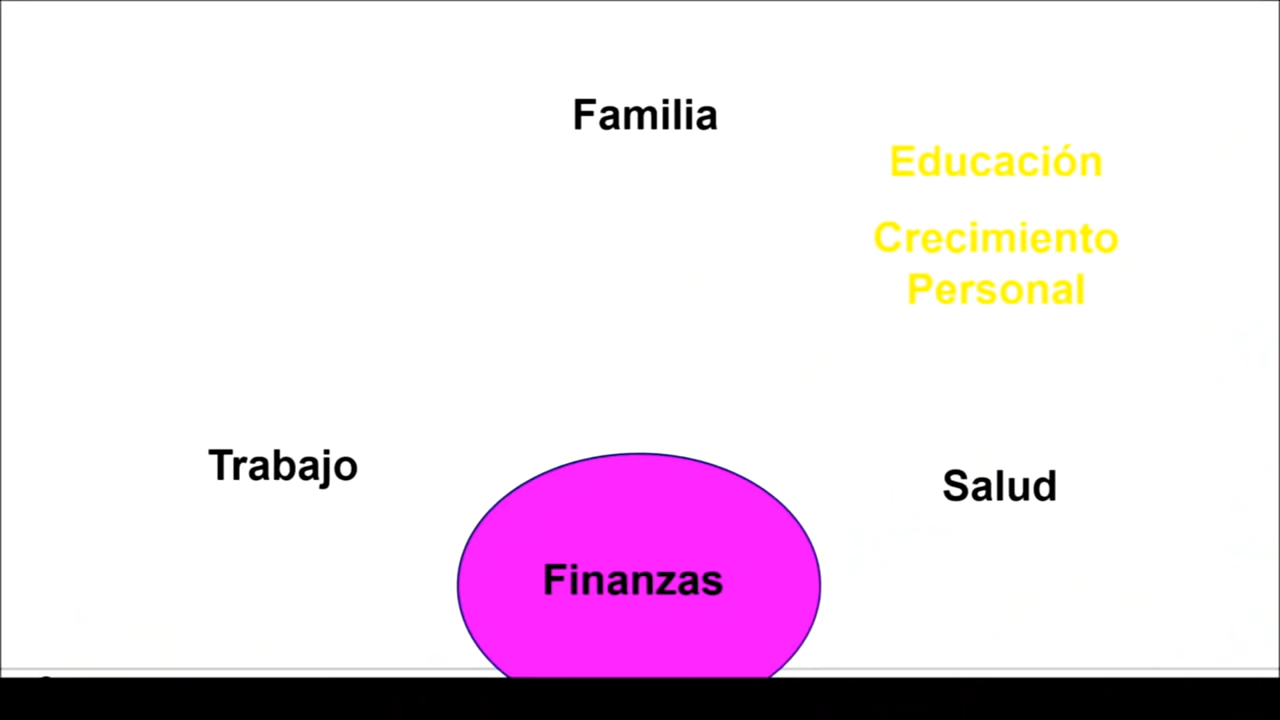 Familia
Educación
Crecimiento
Personal
Trabajo
Salud
Finanzas